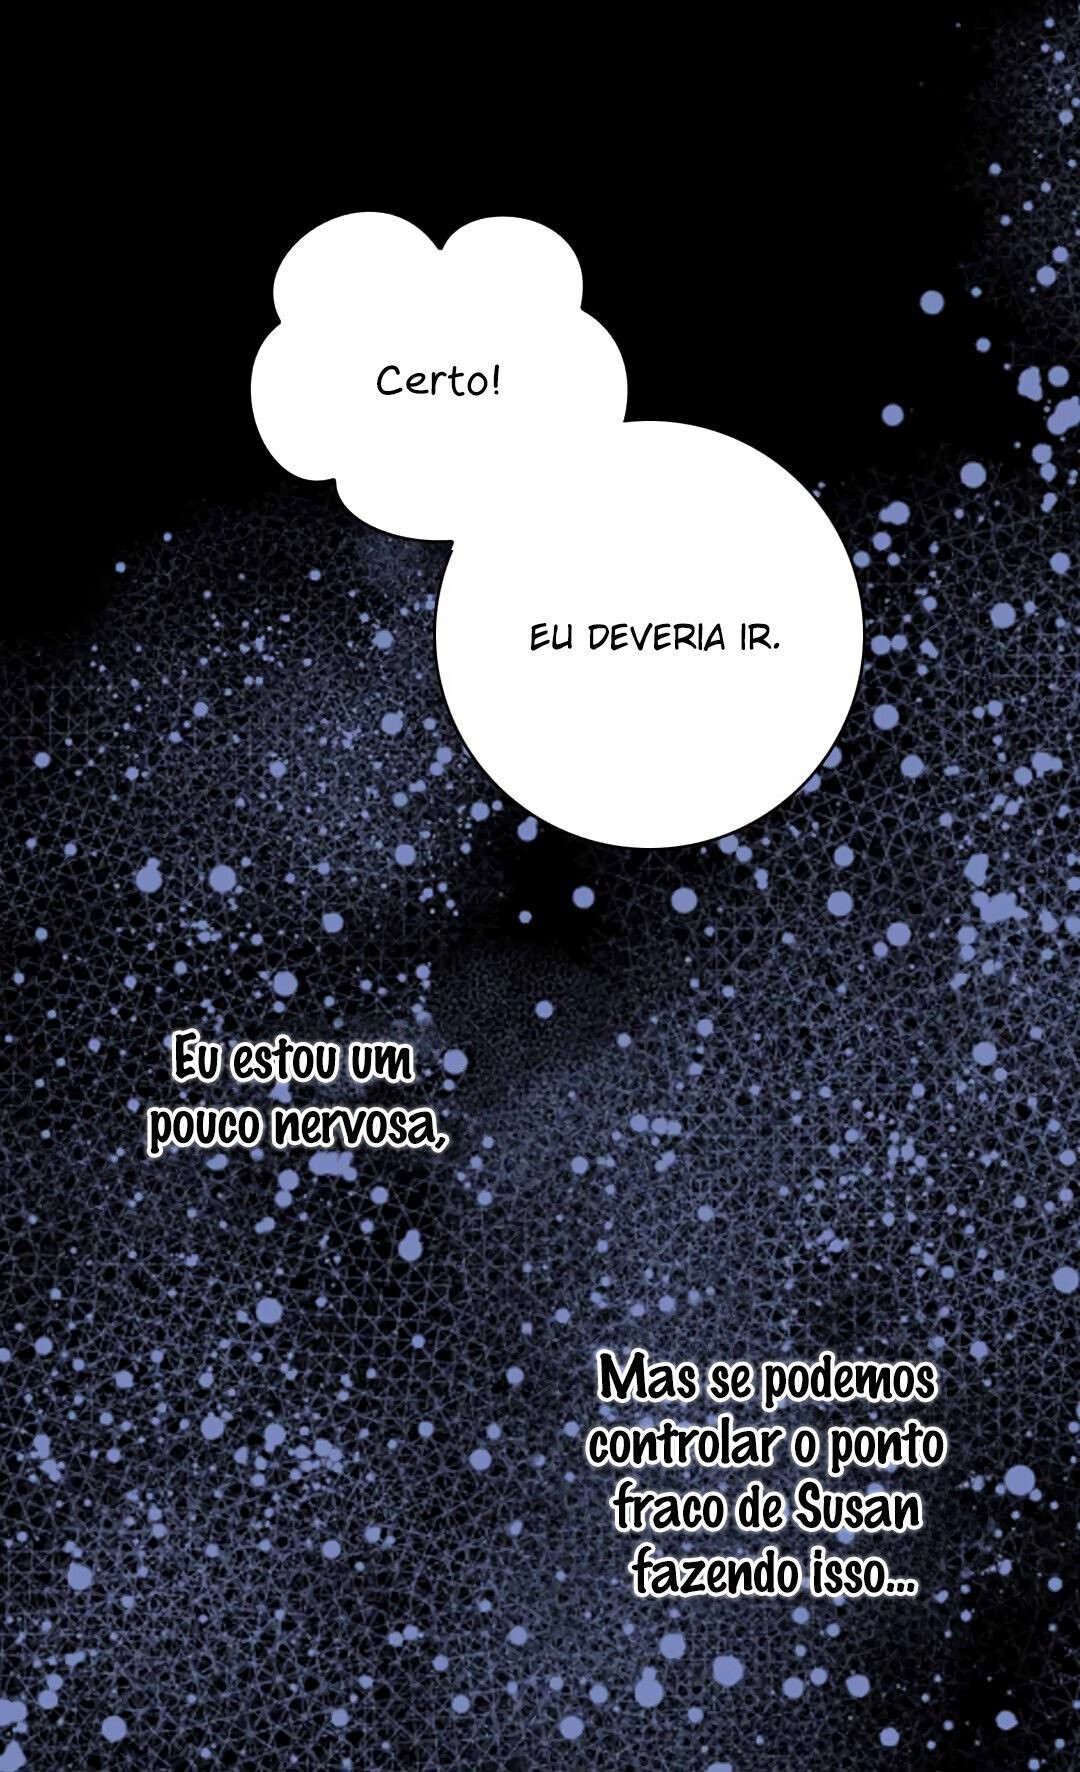 Certo!
EU DEVERIA IR.
Eu estou um
pouco nervosa,
Mas se podemos
controlar o ponto
fraco de Susan
fazendo isso...